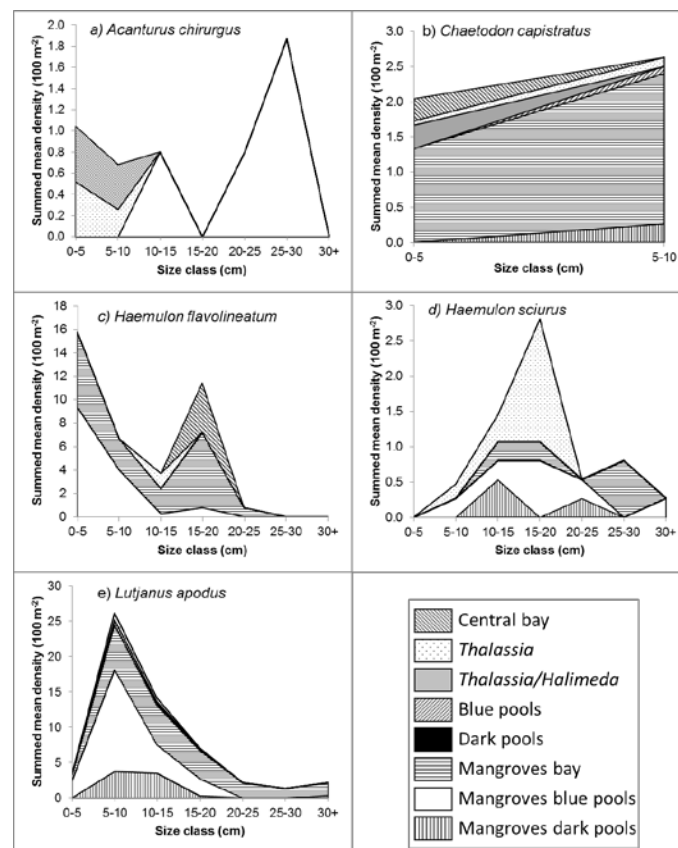 a) Acanturus chirurgus
Summed mean density (100 m-2)
2.0
1.8
1.6
1.4
1.2
1.0
0.8
0.6
0.4
0.2
0.0
0-5 5-10 10-15 15-20 20-25 25-30 30+
Size class (cm)
b) Chaetodon capistratus
Summed mean density (100 m-2)
3.0
2.5
2.0
1.5
1.0
0.5
0.0
0-5 5-10
Size class (cm)
c) Haemulon flavolineatum
Summed mean density (100 m-2)
18
16
14
12
10
8
6
4
2
0
0-5 5-10 10-15 15-20 20-25 25-30 30+
Size class (cm)
d) Haemulon sciurus
Summed mean density (100 m-2)
3.0
2.5
2.0
1.5
1.0
0.5
0.0
0-5 5-10 10-15 15-20 20-25 25-30 30+
Size class (cm)
e) Lutjanus apodus
Summed mean density (100 m-2)
30
25
20
15
10
5
0
0-5 5-10 10-15 15-20 20-25 25-30 30+
Size class (cm)
Central bay
Thalassia
Thalassia/Halimeda
Blue pools
Dark pools
Mangroves bay
Mangroves blue pools
Mangroves dark pools